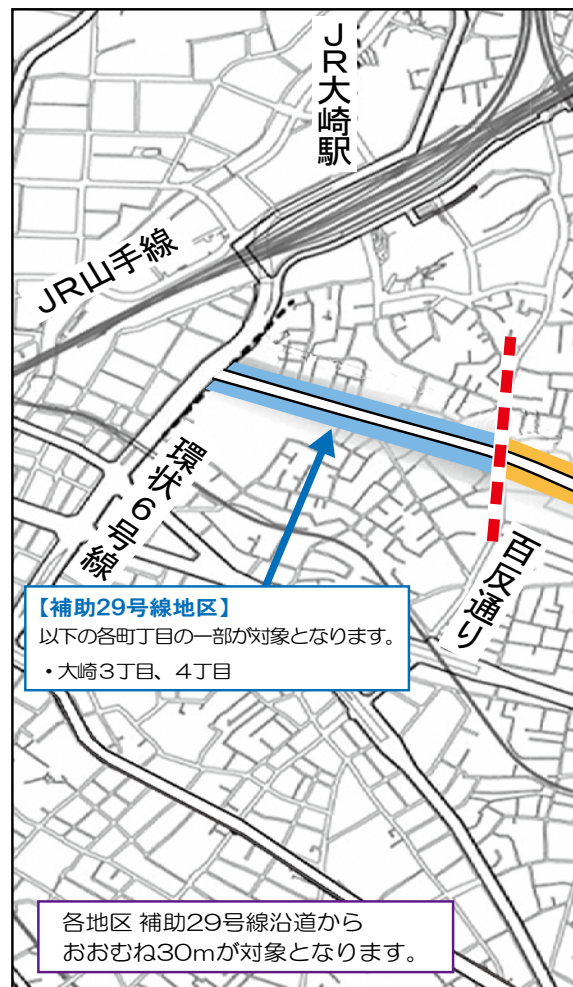 JR大崎駅
JR山手線
環状6号線
百反通り
【補助29号線地区】
以下の各町丁目の一部が対象となります。
・大崎3丁目、4丁目
各地区 補助29号線沿道から
おおむね30mが対象となります。